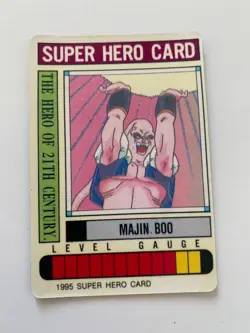 SUPER HERO CARD
THE HERO OF 21TH CENTURY.
MAJIN.BOO
LEVEL GAUGE
1995 SUPER HERO CARD